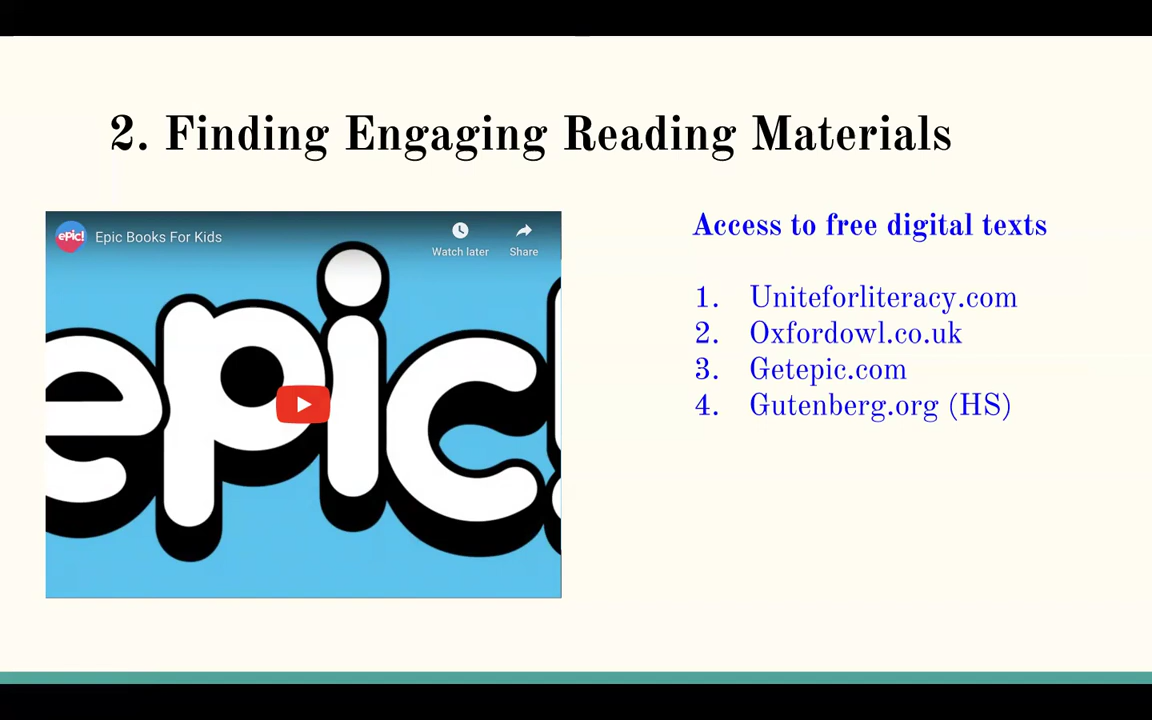 2. Finding Engaging Reading Materials
epic! Epic Books For Kids
Watch later Share
epic!
Access to free digital texts
1. Uniteforliteracy.com
2. Oxfordowl.co.uk
3. Getepic.com
4. Gutenberg.org (HS)